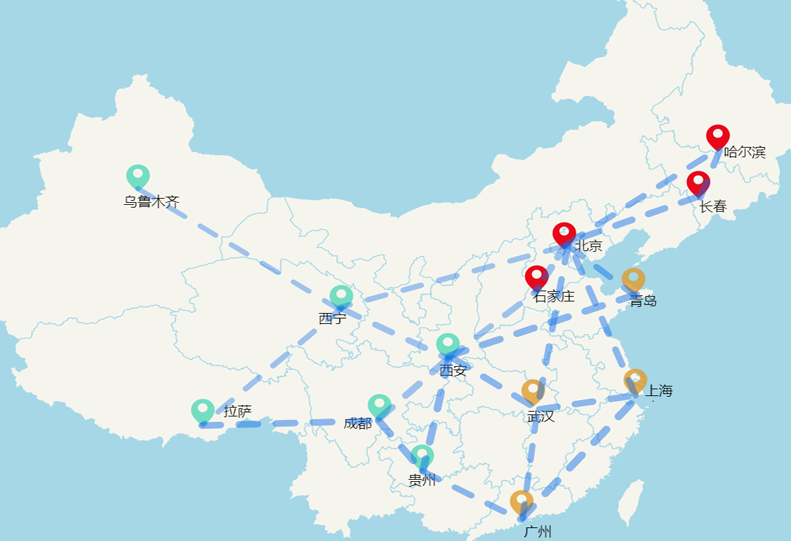 哈尔滨
乌鲁木齐
长春
北京
石家庄
青岛
西宁
西安
上海
拉萨
武汉
成都
贵州
广州